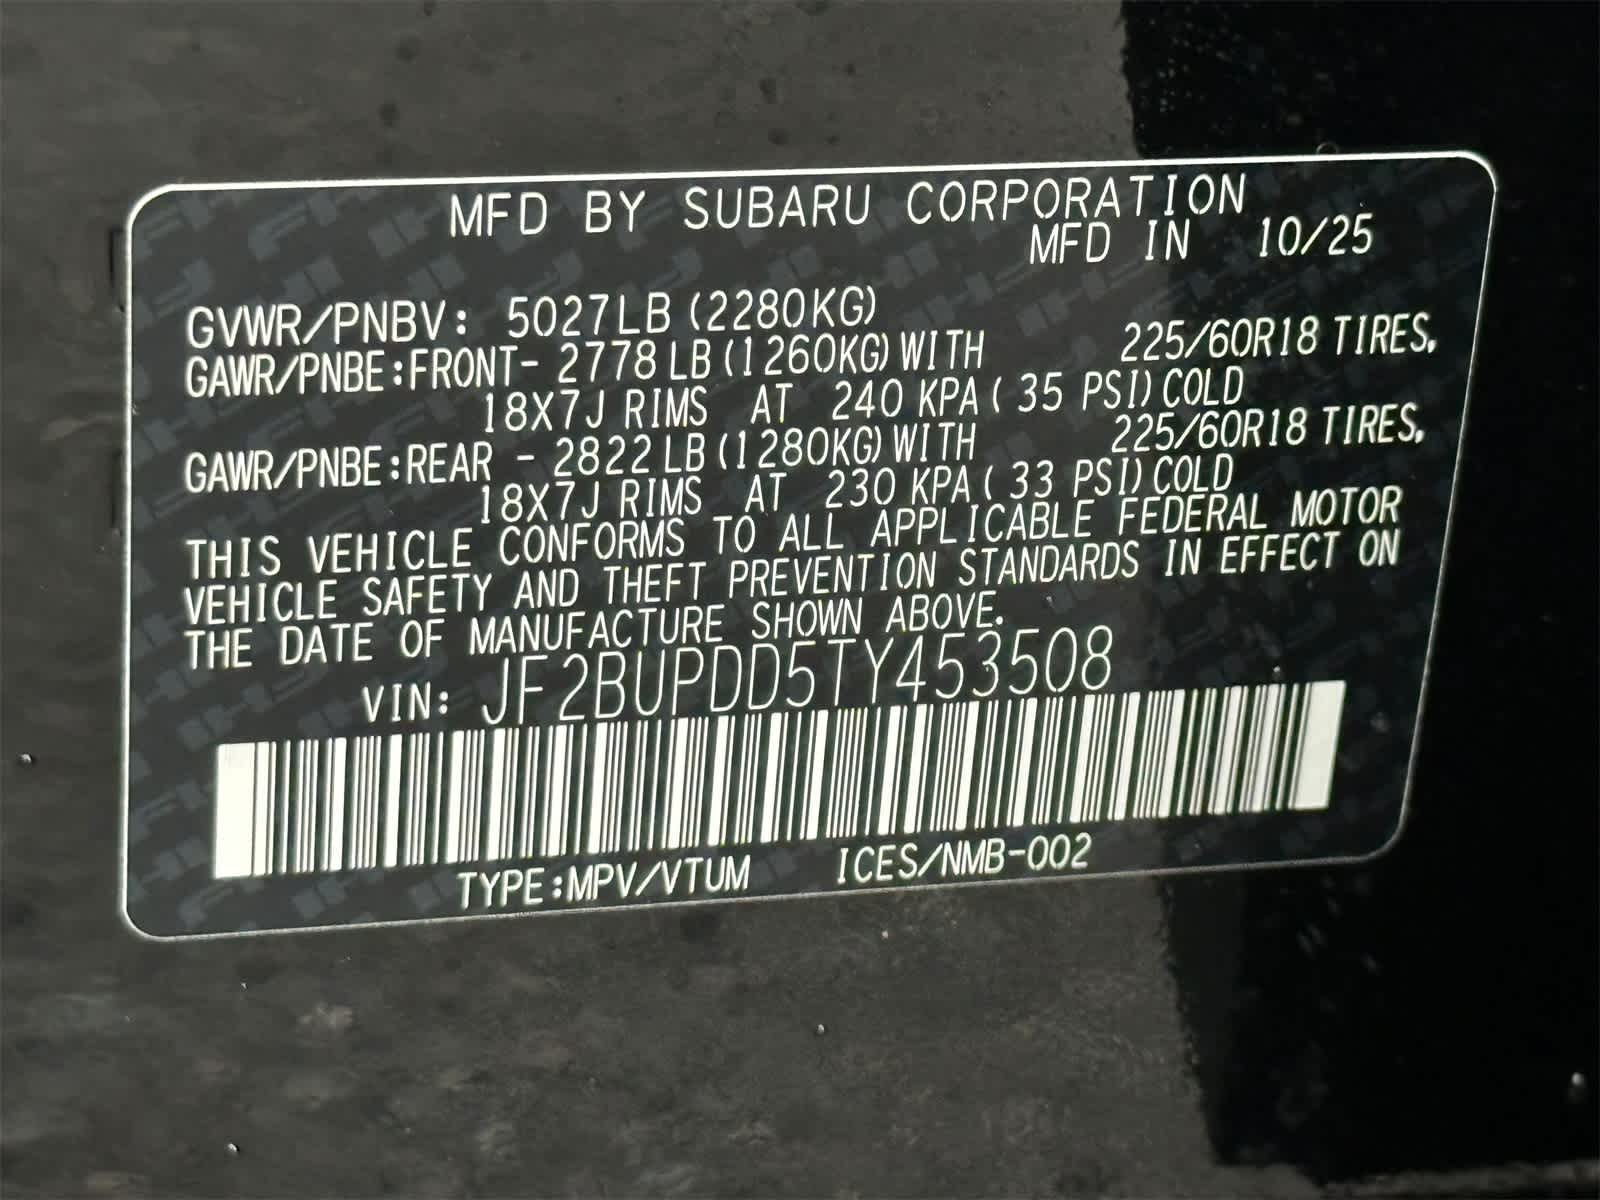 MFD BY SUBARU CORPORATION
MFD IN 10/25
GVWR/PNBV: 5027LB (2280KG)
GAWR/PNBE:FRONT- 2778 LB (1260KG) WITH 225/60R18 TIRES,
18X7J RIMS AT 240 KPA ( 35 PSI) COLD
GAWR/PNBE:REAR - 2822 LB (1280KG) WITH 225/60R18 TIRES,
18X7J RIMS AT 230 KPA ( 33 PSI) COLD
THIS VEHICLE CONFORMS TO ALL APPLICABLE FEDERAL MOTOR
VEHICLE SAFETY AND THEFT PREVENTION STANDARDS IN EFFECT ON
THE DATE OF MANUFACTURE SHOWN ABOVE.
VIN: JF2BUPDD5TY453508
TYPE:MPV/VTUM ICES/NMB-002